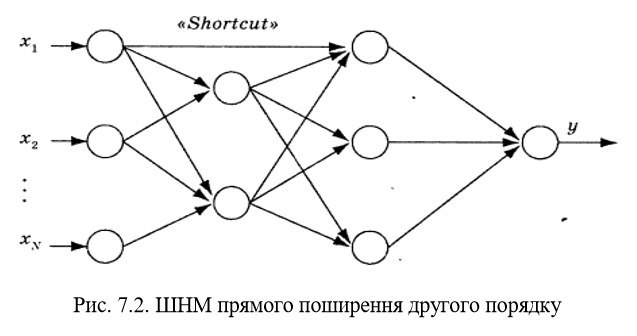 «Shortcut»
x1
x2
⋮
xN
y
Рис. 7.2. ШНМ прямого поширення другого порядку